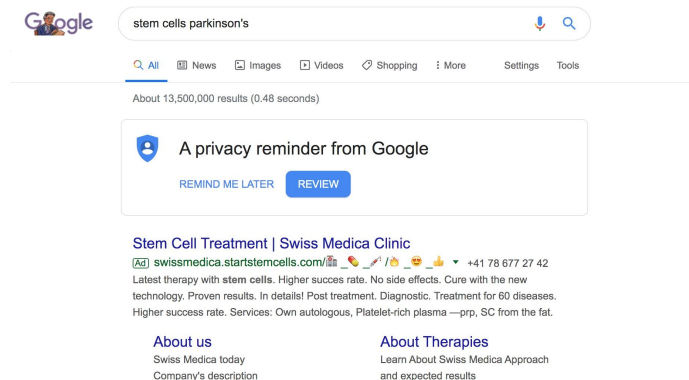 Google
stem cells parkinson's
All News Images Videos Shopping More Settings Tools
About 13,500,000 results (0.48 seconds)
A privacy reminder from Google
REMIND ME LATER REVIEW
Stem Cell Treatment | Swiss Medica Clinic
Ad swissmedica.startstemcells.com/🏥_💊_💉/👌_😍_👍 +41 78 677 27 42
Latest therapy with stem cells. Higher succes rate. No side effects. Cure with the new
technology. Proven results. In details! Post treatment. Diagnostic. Treatment for 60 diseases.
Higher success rate. Services: Own autologous, Platelet-rich plasma —prp, SC from the fat.
About us About Therapies
Swiss Medica today Learn About Swiss Medica Approach
Company's description and expected results